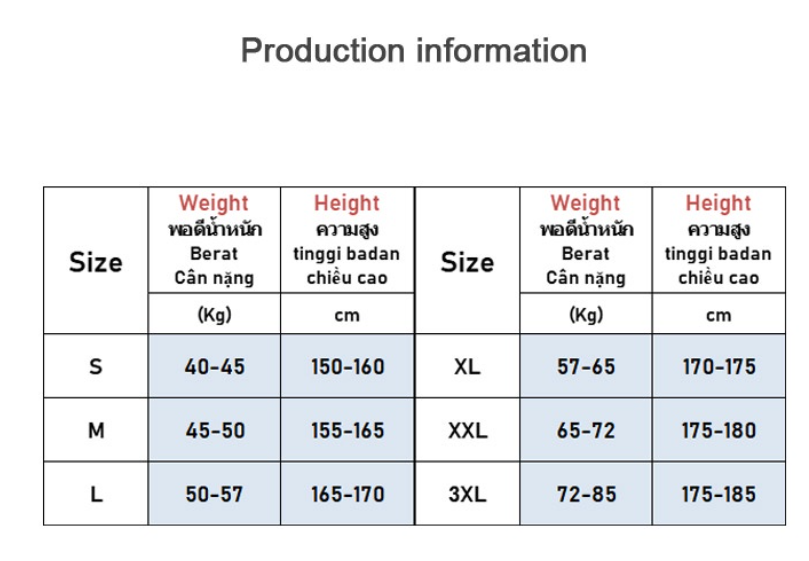 Production information
Size
Weight
พอดีน้ำหนัก
Berat
Cân nặng
(Kg)
Height
ความสูง
tinggi badan
chiều cao
cm
Size
Weight
พอดีน้ำหนัก
Berat
Cân nặng
(Kg)
Height
ความสูง
tinggi badan
chiều cao
cm
S 40-45 150-160 XL 57-65 170-175
M 45-50 155-165 XXL 65-72 175-180
L 50-57 165-170 3XL 72-85 175-185